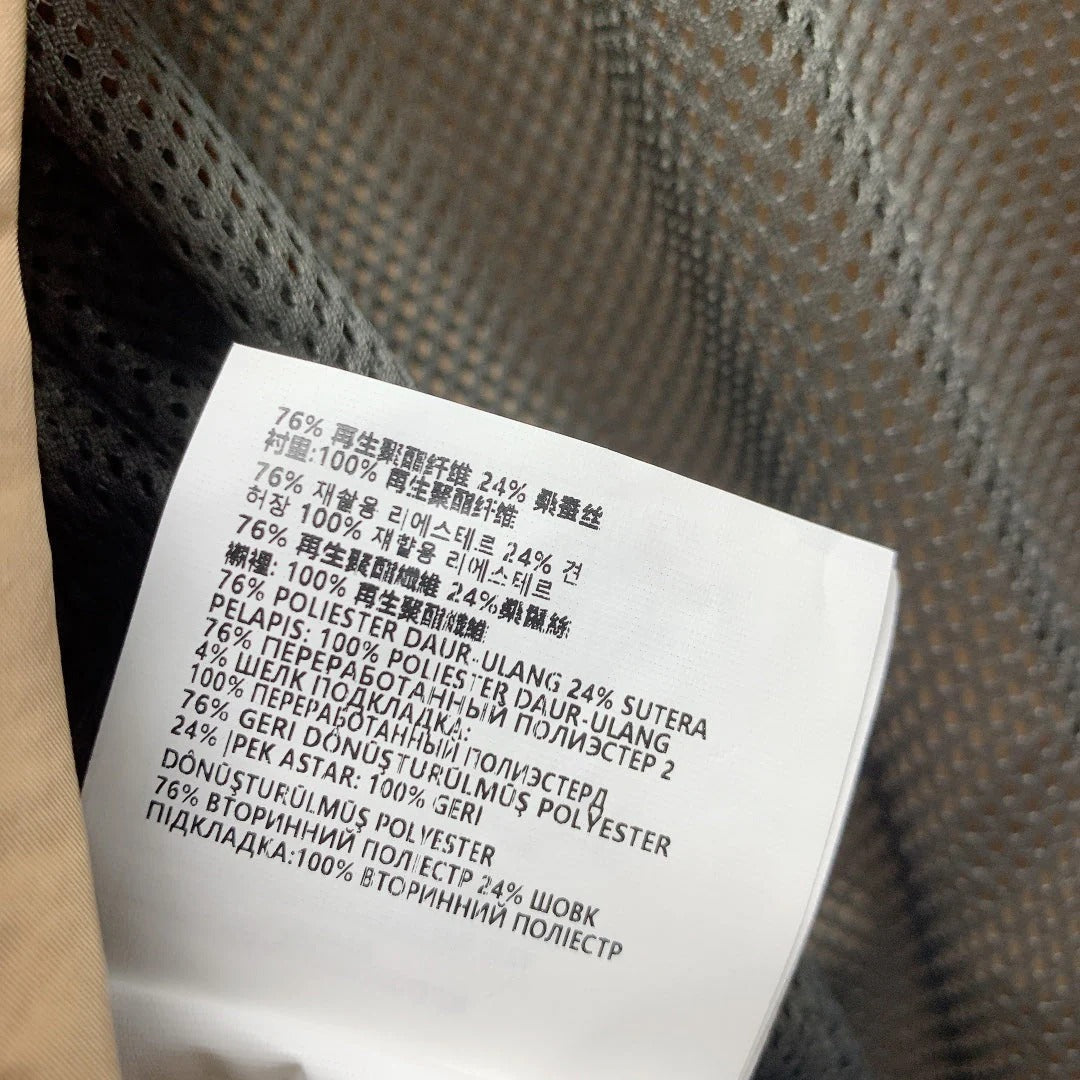 76% 再生聚酯纤维 24% 桑蚕丝
衬里:100% 再生聚酯纤维
76% 재활용 리에스테르 24% 견
허장 100% 재활용 리에스테르
76% 再生聚酯纖維 24%桑蠶絲
襯裡: 100% 再生聚酯纖維
76% POLIESTER DAUR-ULANG 24% SUTERA
PELAPIS: 100% POLIESTER DAUR-ULANG
76% ПЕРЕРАБОТАННЫЙ ПОЛИЭСТЕР 2
4% ШЕЛК ПОДКЛАДКА:
100% ПЕРЕРАБОТАННЫЙ ПОЛИЭСТЕРД
76% GERI DÖNÜŞTURÜLMÜŞ POLYESTER
24% |PEK ASTAR: 100% GERI
DÖNÜŞTURÜLMÜŞ POLYESTER
76% ВТОРИННИЙ ПОЛІЕСТР 24% ШОВК
ПІДКЛАДКА:100% ВТОРИННИЙ ПОЛІЕСТР